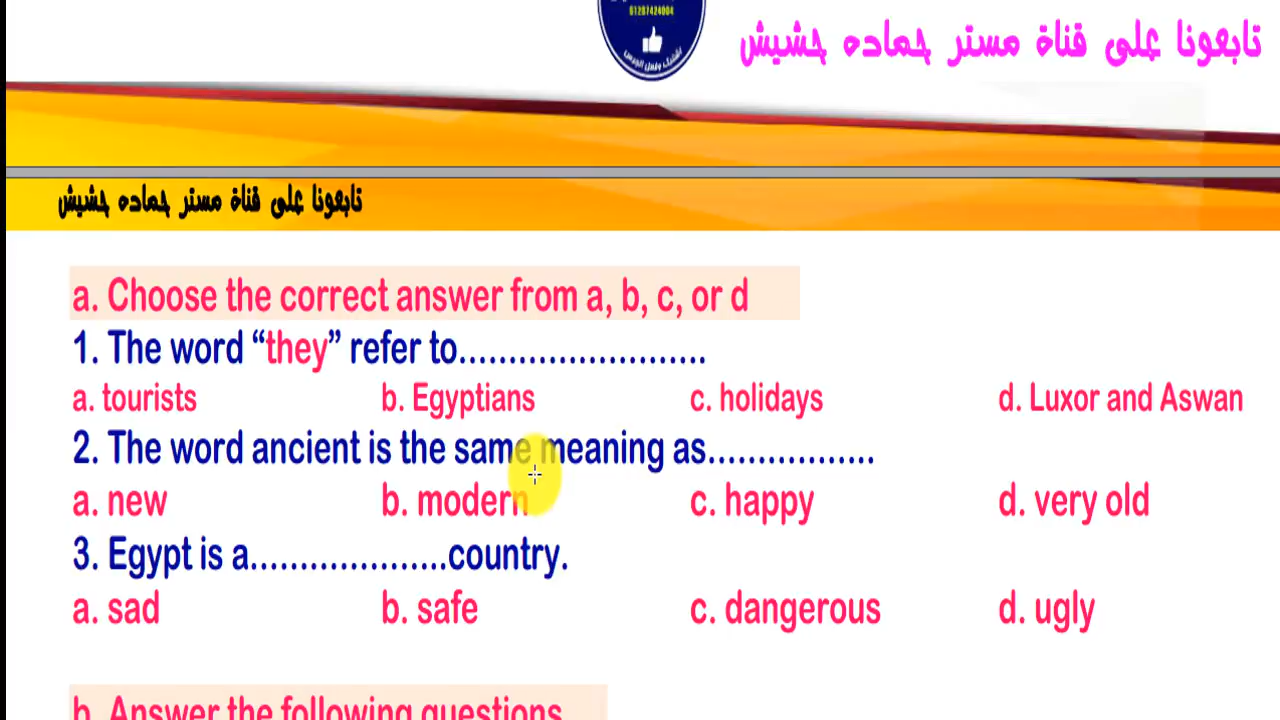 01287424904
تابعونا على قناة مستر حماده حشيش
تابعونا على قناة مستر حماده حشيش
a. Choose the correct answer from a, b, c, or d
1. The word “they” refer to.........................
a. tourists b. Egyptians c. holidays d. Luxor and Aswan
2. The word ancient is the same meaning as.................
a. new b. modern c. happy d. very old
3. Egypt is a....................country.
a. sad b. safe c. dangerous d. ugly
b. Answer the following questions